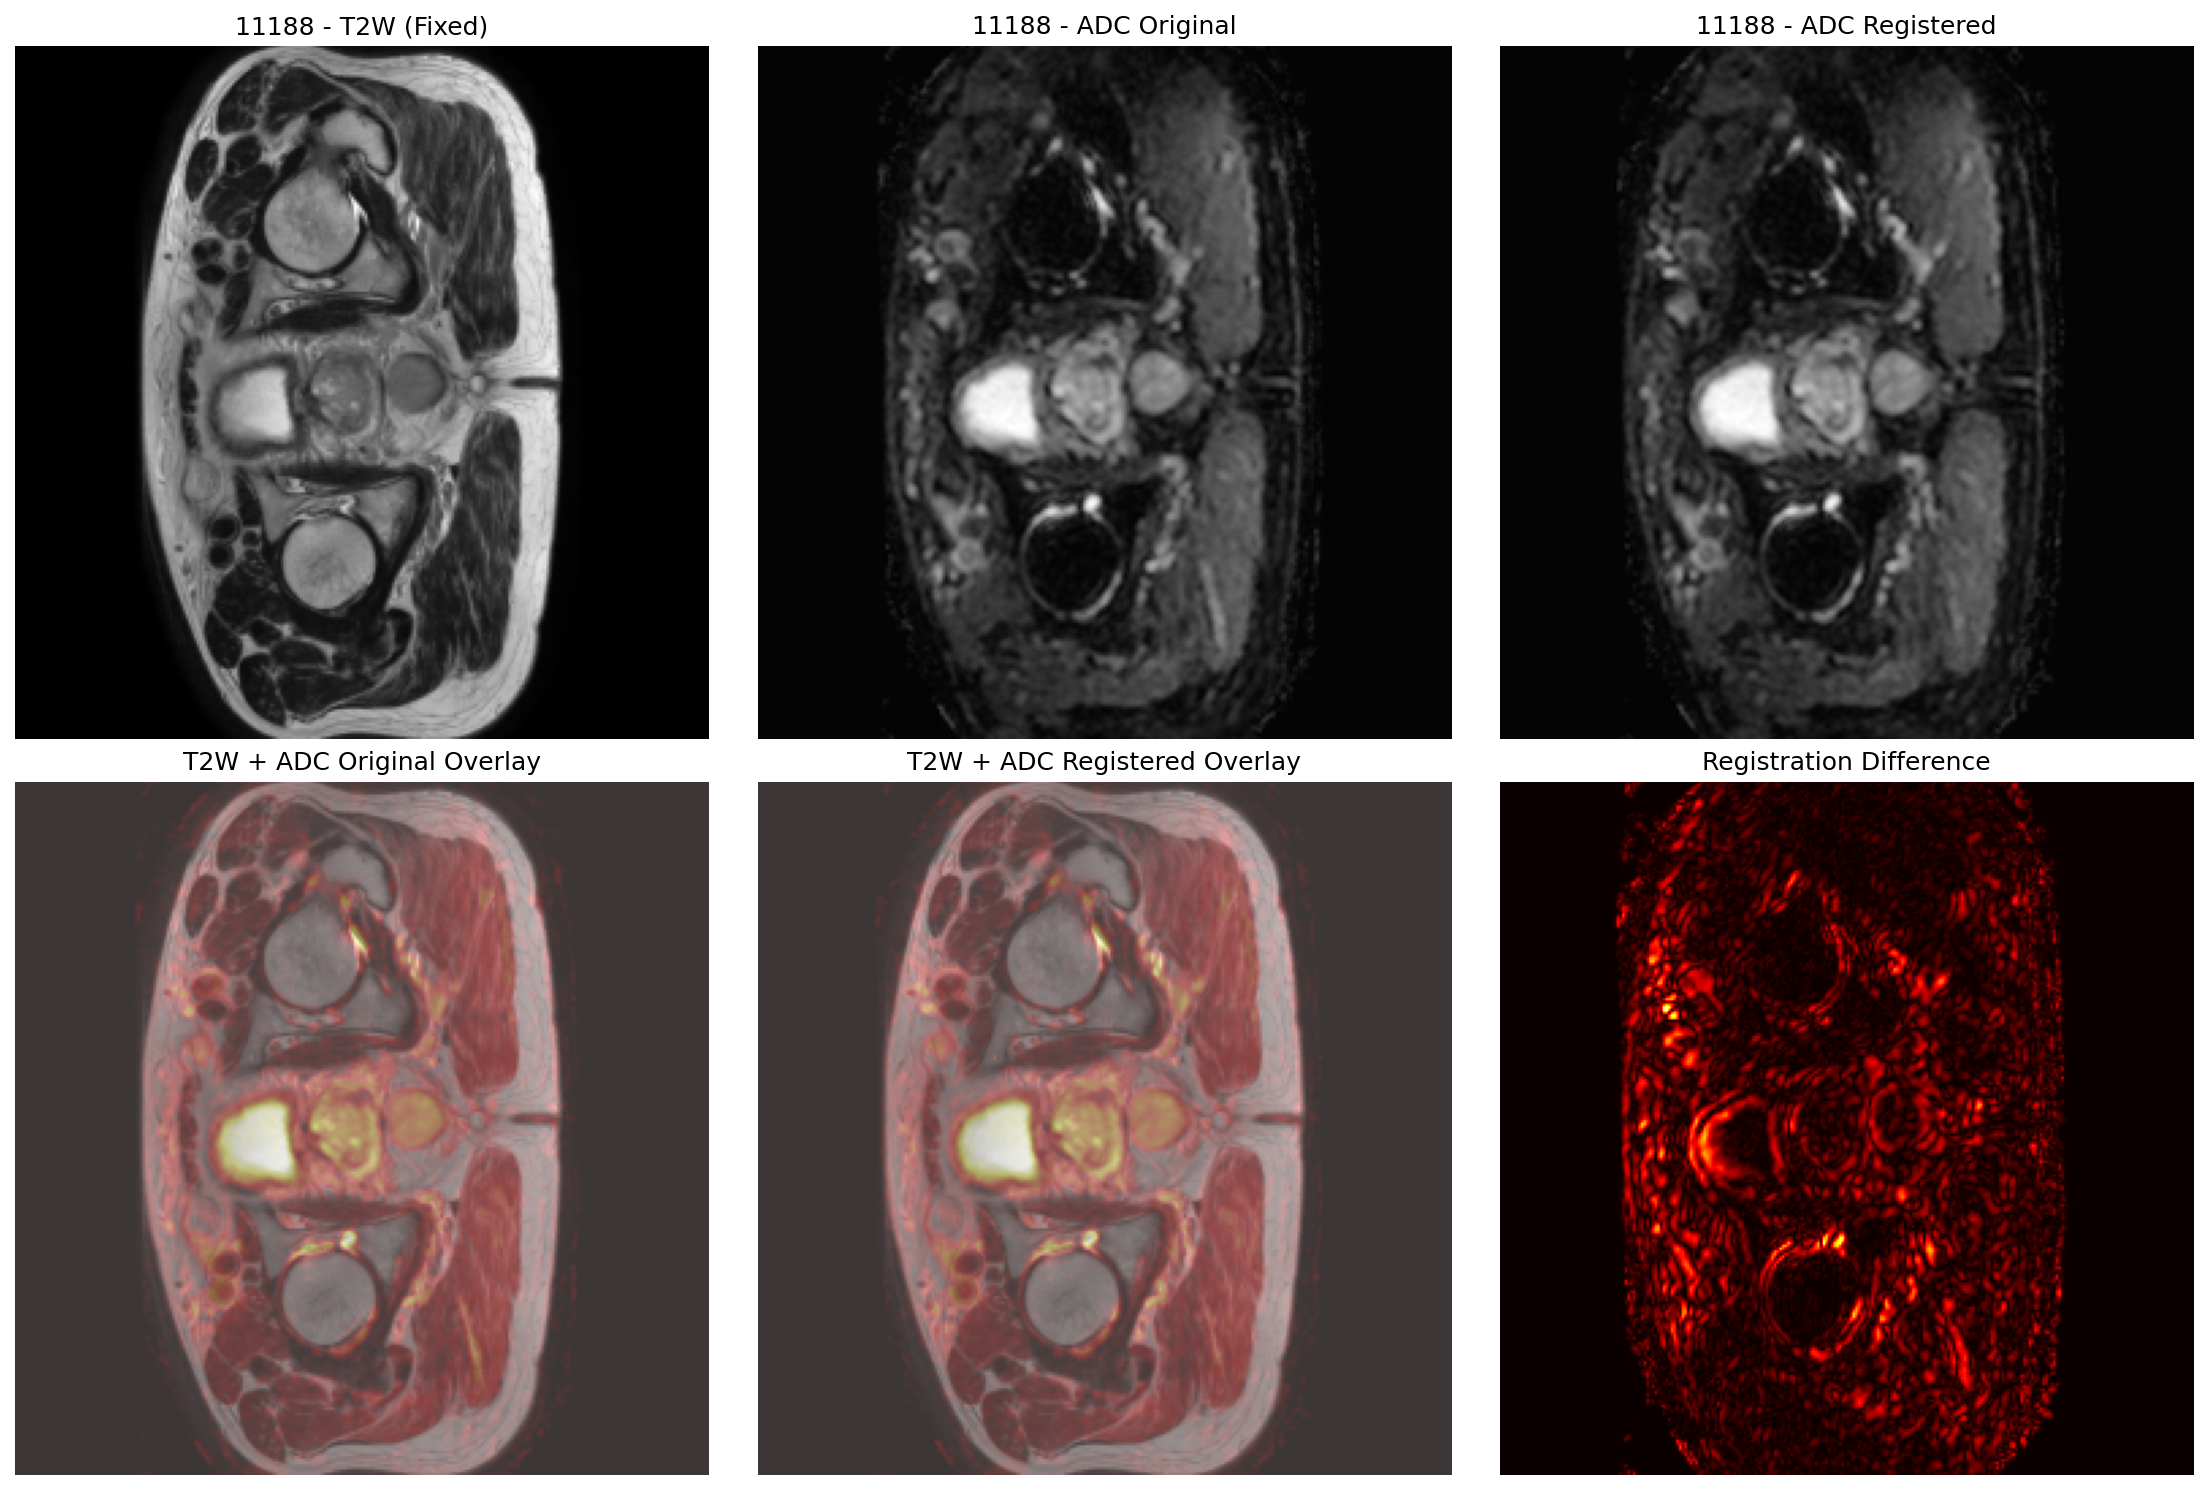 11188 - T2W (Fixed)
11188 - ADC Original
11188 - ADC Registered
T2W + ADC Original Overlay
T2W + ADC Registered Overlay
Registration Difference